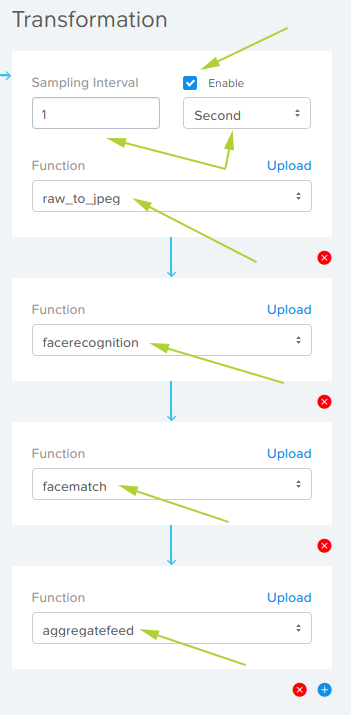 Transformation
Sampling Interval Enable
1 Second
Function Upload
raw_to_jpeg
Function Upload
facerecognition
Function Upload
facematch
Function Upload
aggregatefeed